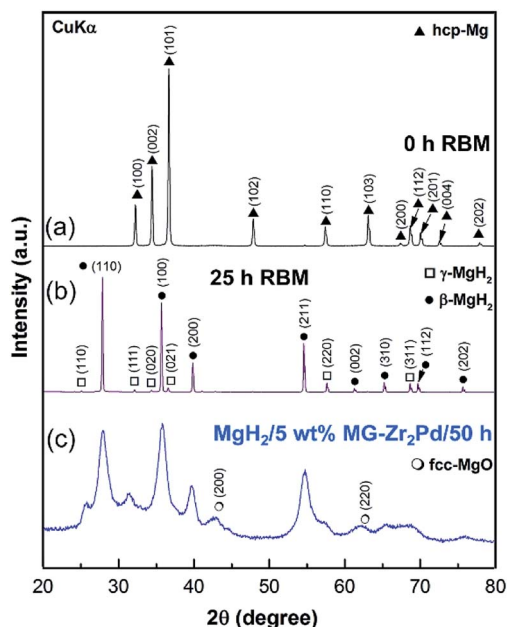 CuKα
▲ hcp-Mg
(100)
(002)
(101)
(102)
(110)
(103)
(200)
(112)
(201)
(004)
(202)
0 h RBM
(a)
25 h RBM
□ γ-MgH₂
● β-MgH₂
(110)
(110)
(111)
(020)
(100)
(021)
(200)
(211)
(220)
(002)
(310)
(311)
(112)
(202)
(b)
MgH₂/5 wt% MG-Zr₂Pd/50 h
○ fcc-MgO
(200)
(220)
(c)
Intensity (a.u.)
20 30 40 50 60 70 80
2θ (degree)